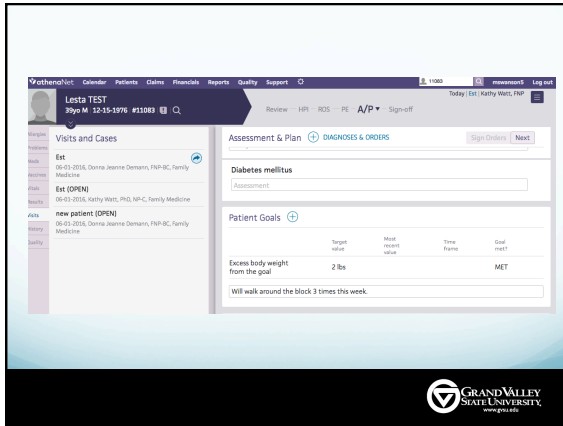 athenaNet Calendar Patients Claims Financials Reports Quality Support 11083 mswanson5 Log out
Lesta TEST
39yo M 12-15-1976 #11083
Today | Est | Kathy Watt, FNP
Review HPI ROS PE A/P Sign-off
Allergies
Problems
Meds
Vaccines
Vitals
Results
Visits
History
Quality
Visits and Cases
Est
06-01-2016, Donna Jeanne Demann, FNP-BC, Family
Medicine
Est (OPEN)
06-01-2016, Kathy Watt, PhD, NP-C, Family Medicine
new patient (OPEN)
06-01-2016, Donna Jeanne Demann, FNP-BC, Family
Medicine
Assessment & Plan DIAGNOSES & ORDERS Sign Orders Next
Diabetes mellitus
Assessment
Patient Goals
Target value Most recent value Time frame Goal met?
Excess body weight
from the goal 2 lbs MET
Will walk around the block 3 times this week.
GRAND VALLEY
STATE UNIVERSITY.
www.gvsu.edu